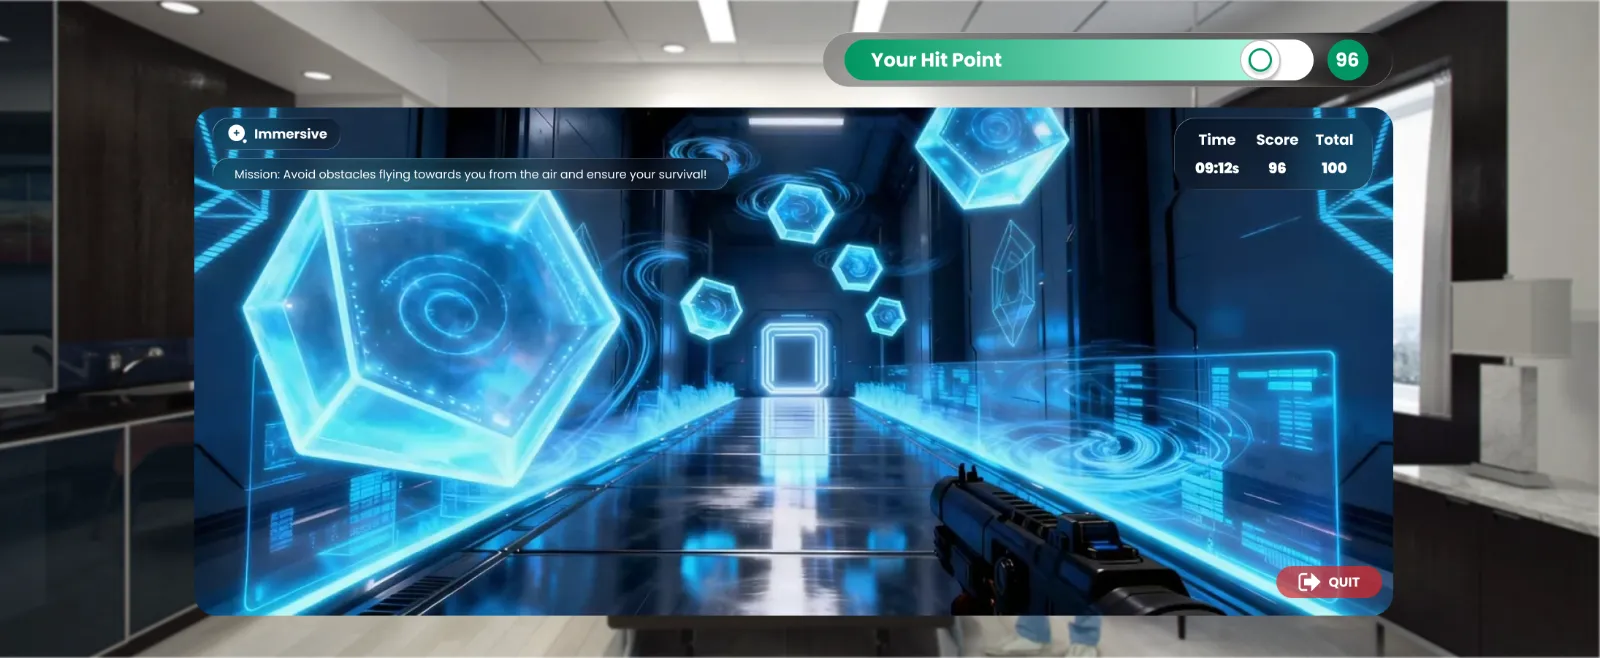 Your Hit Point
96
Immersive
Mission: Avoid obstacles flying towards you from the air and ensure your survival!
Time Score Total
09:12s 96 100
QUIT